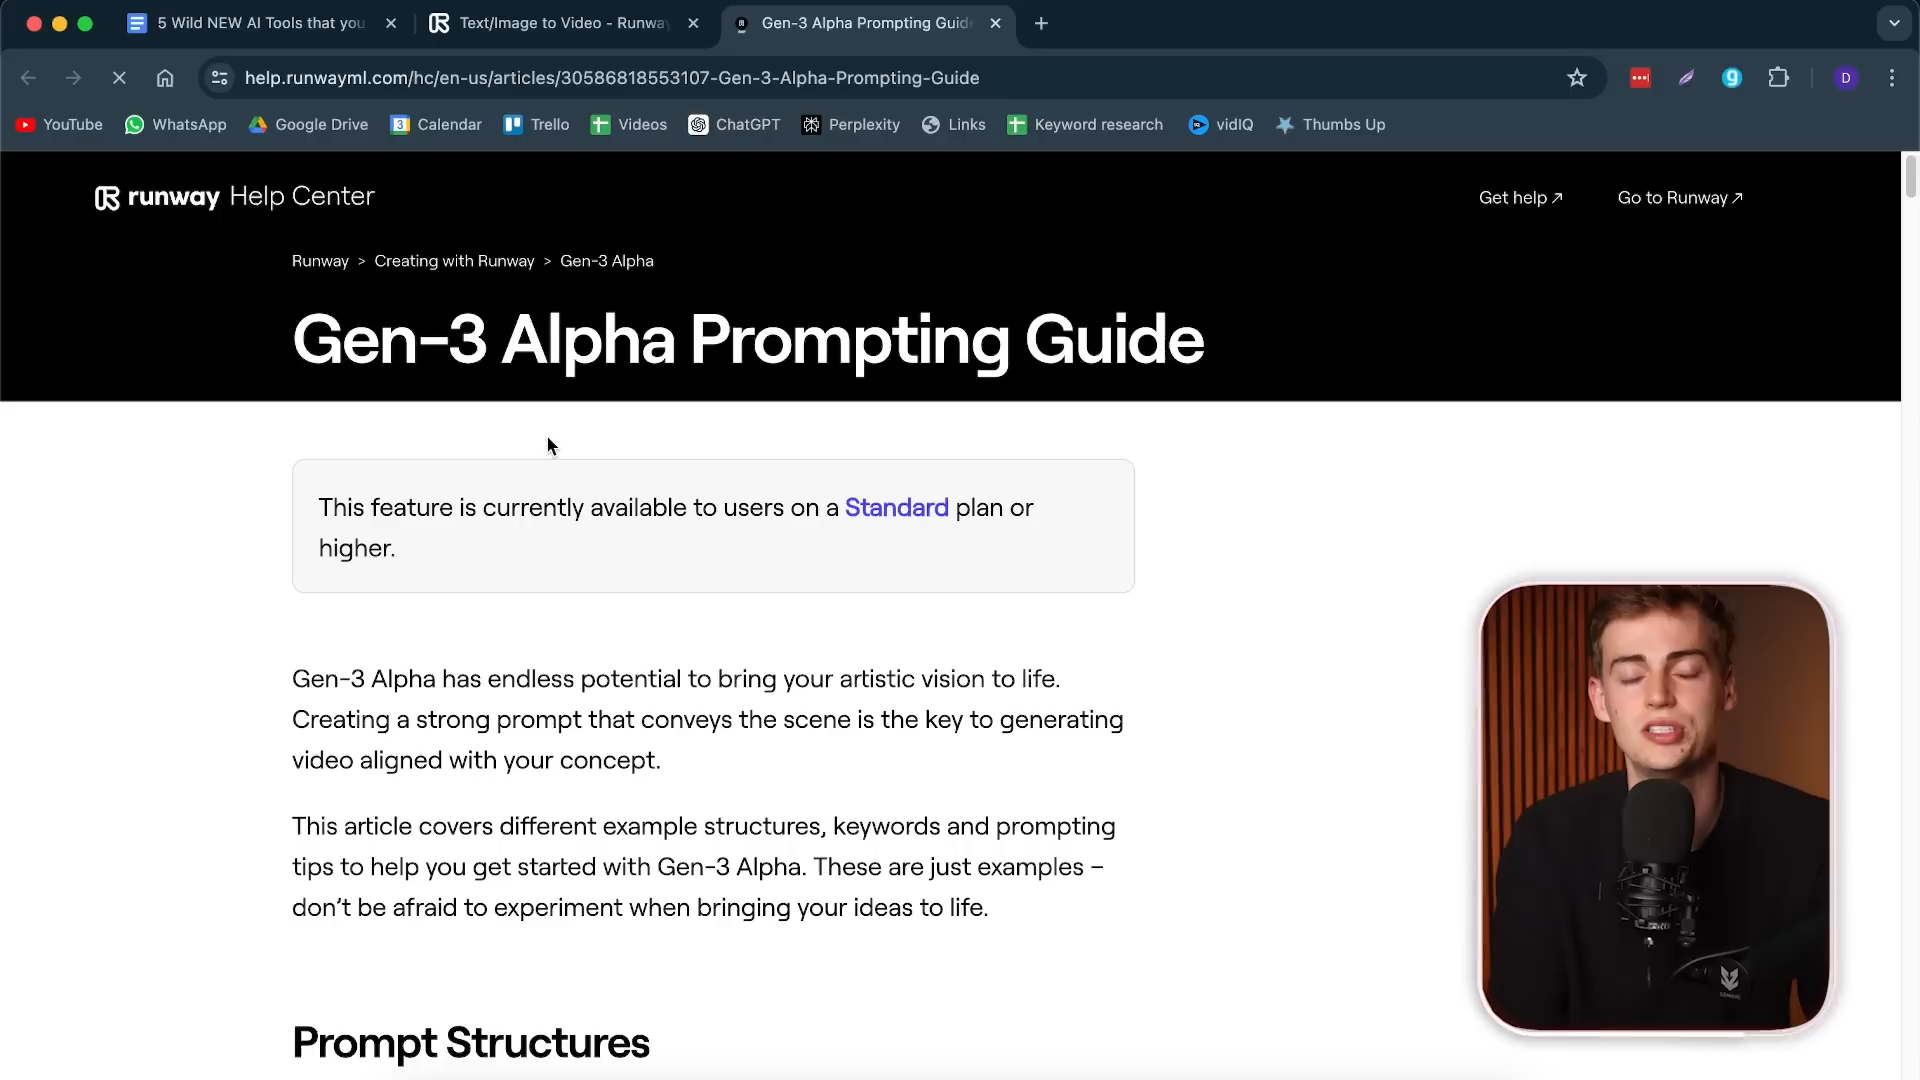 5 Wild NEW AI Tools that you
Text/Image to Video - Runway
Gen-3 Alpha Prompting Guid
help.runwayml.com/hc/en-us/articles/30586818553107-Gen-3-Alpha-Prompting-Guide
D
YouTube
WhatsApp
Google Drive
Calendar
Trello
Videos
ChatGPT
Perplexity
Links
Keyword research
vidIQ
Thumbs Up
runway Help Center
Get help ↗
Go to Runway ↗
Runway > Creating with Runway > Gen-3 Alpha
Gen-3 Alpha Prompting Guide
This feature is currently available to users on a Standard plan or
higher.
Gen-3 Alpha has endless potential to bring your artistic vision to life.
Creating a strong prompt that conveys the scene is the key to generating
video aligned with your concept.
This article covers different example structures, keywords and prompting
tips to help you get started with Gen-3 Alpha. These are just examples –
don't be afraid to experiment when bringing your ideas to life.
Prompt Structures